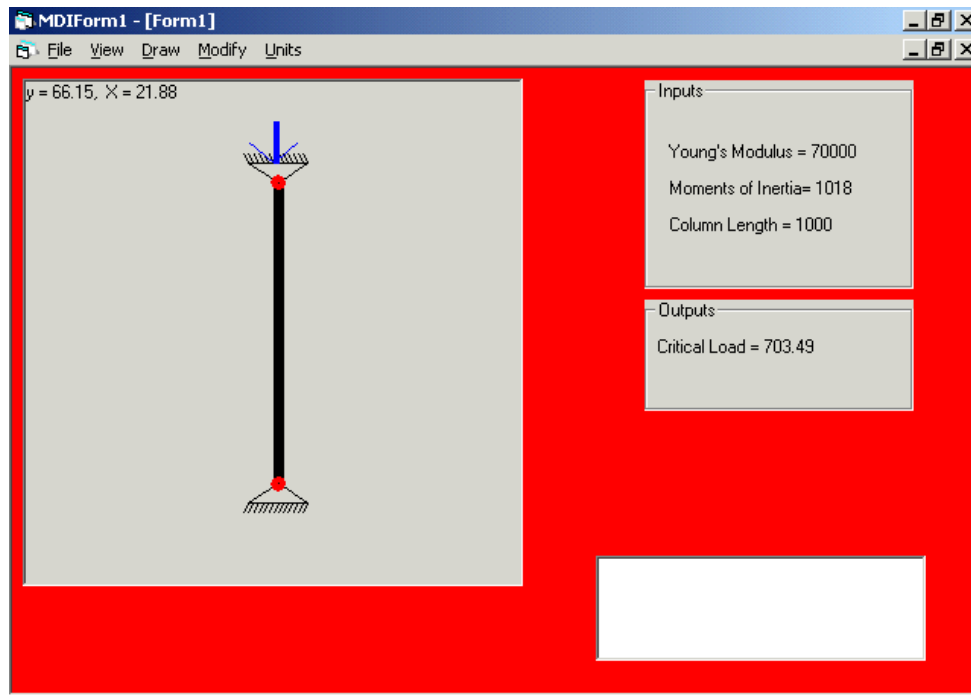 MDIForm1 - [Form1]
File View Draw Modify Units
y = 66.15, X = 21.88
Inputs
Young's Modulus = 70000
Moments of Inertia= 1018
Column Length = 1000
Outputs
Critical Load = 703.49